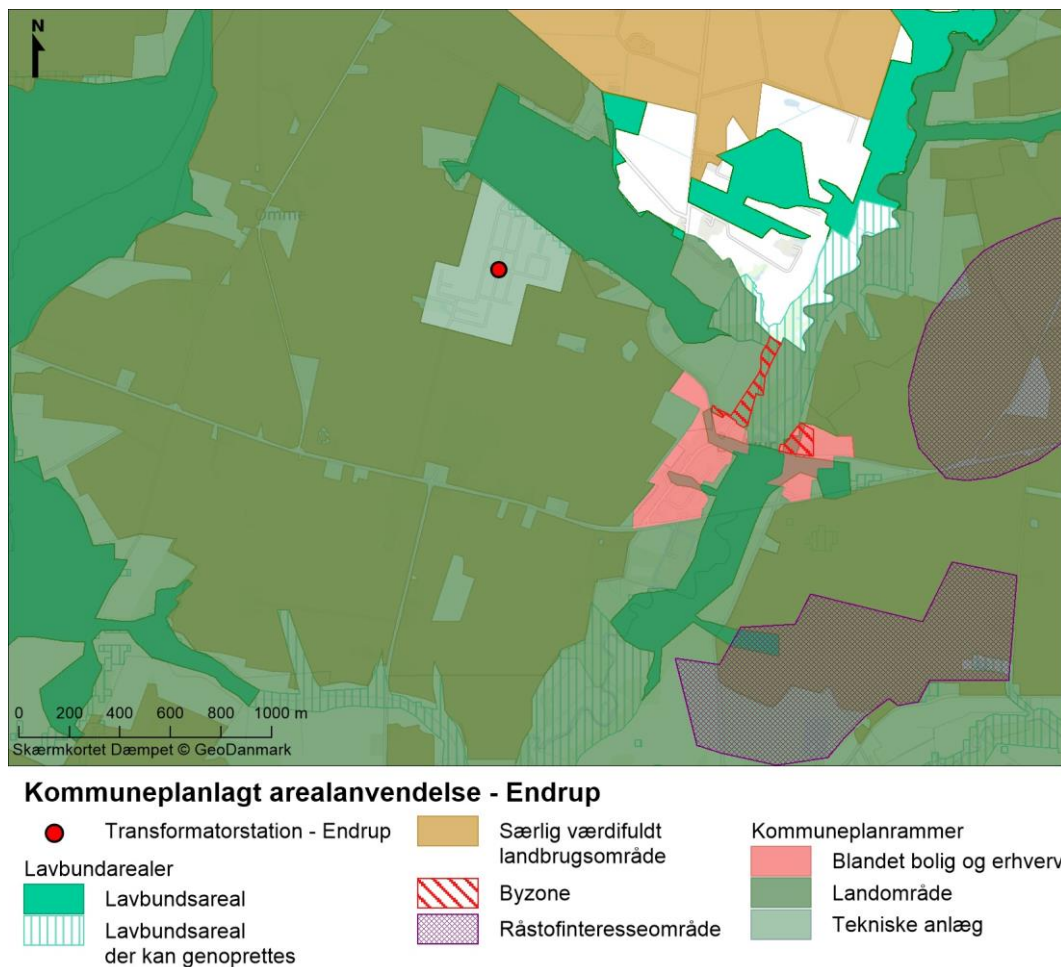 N
Omme
0 200 400 600 800 1000 m
Skærmkortet Dæmpet © GeoDanmark
Kommuneplanlagt arealanvendelse - Endrup
Transformatorstation - Endrup
Lavbundarealer
Lavbundsareal
Lavbundsareal
der kan genoprettes
Særlig værdifuldt
landbrugsområde
Byzone
Råstofinteresseområde
Kommuneplanrammer
Blandet bolig og erhverv
Landområde
Tekniske anlæg